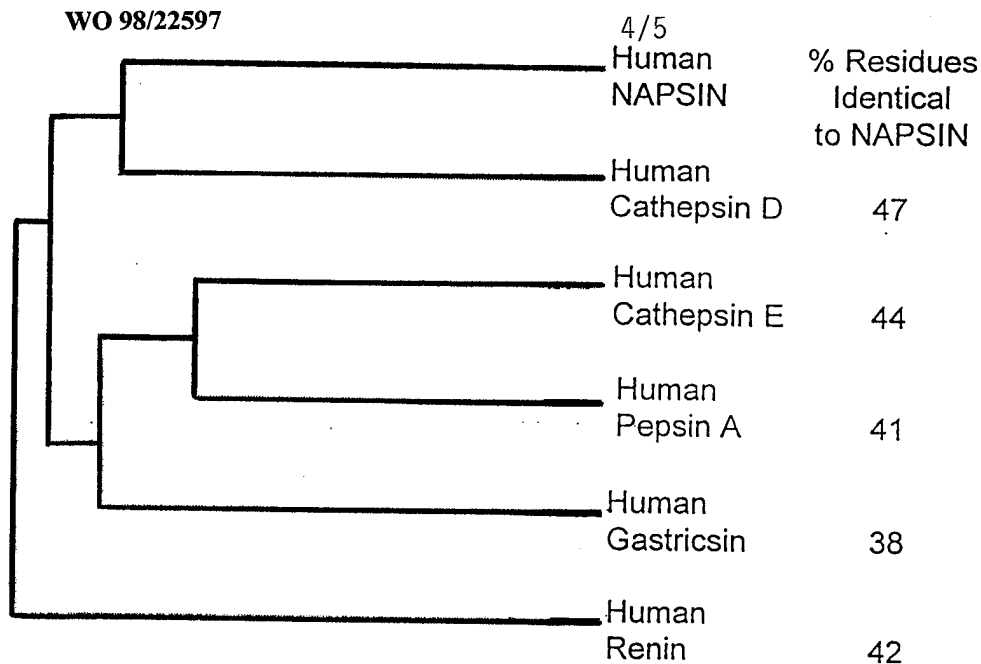 WO 98/22597
4/5
Human
NAPSIN
% Residues
Identical
to NAPSIN
Human
Cathepsin D 47
Human
Cathepsin E 44
Human
Pepsin A 41
Human
Gastricsin 38
Human
Renin 42